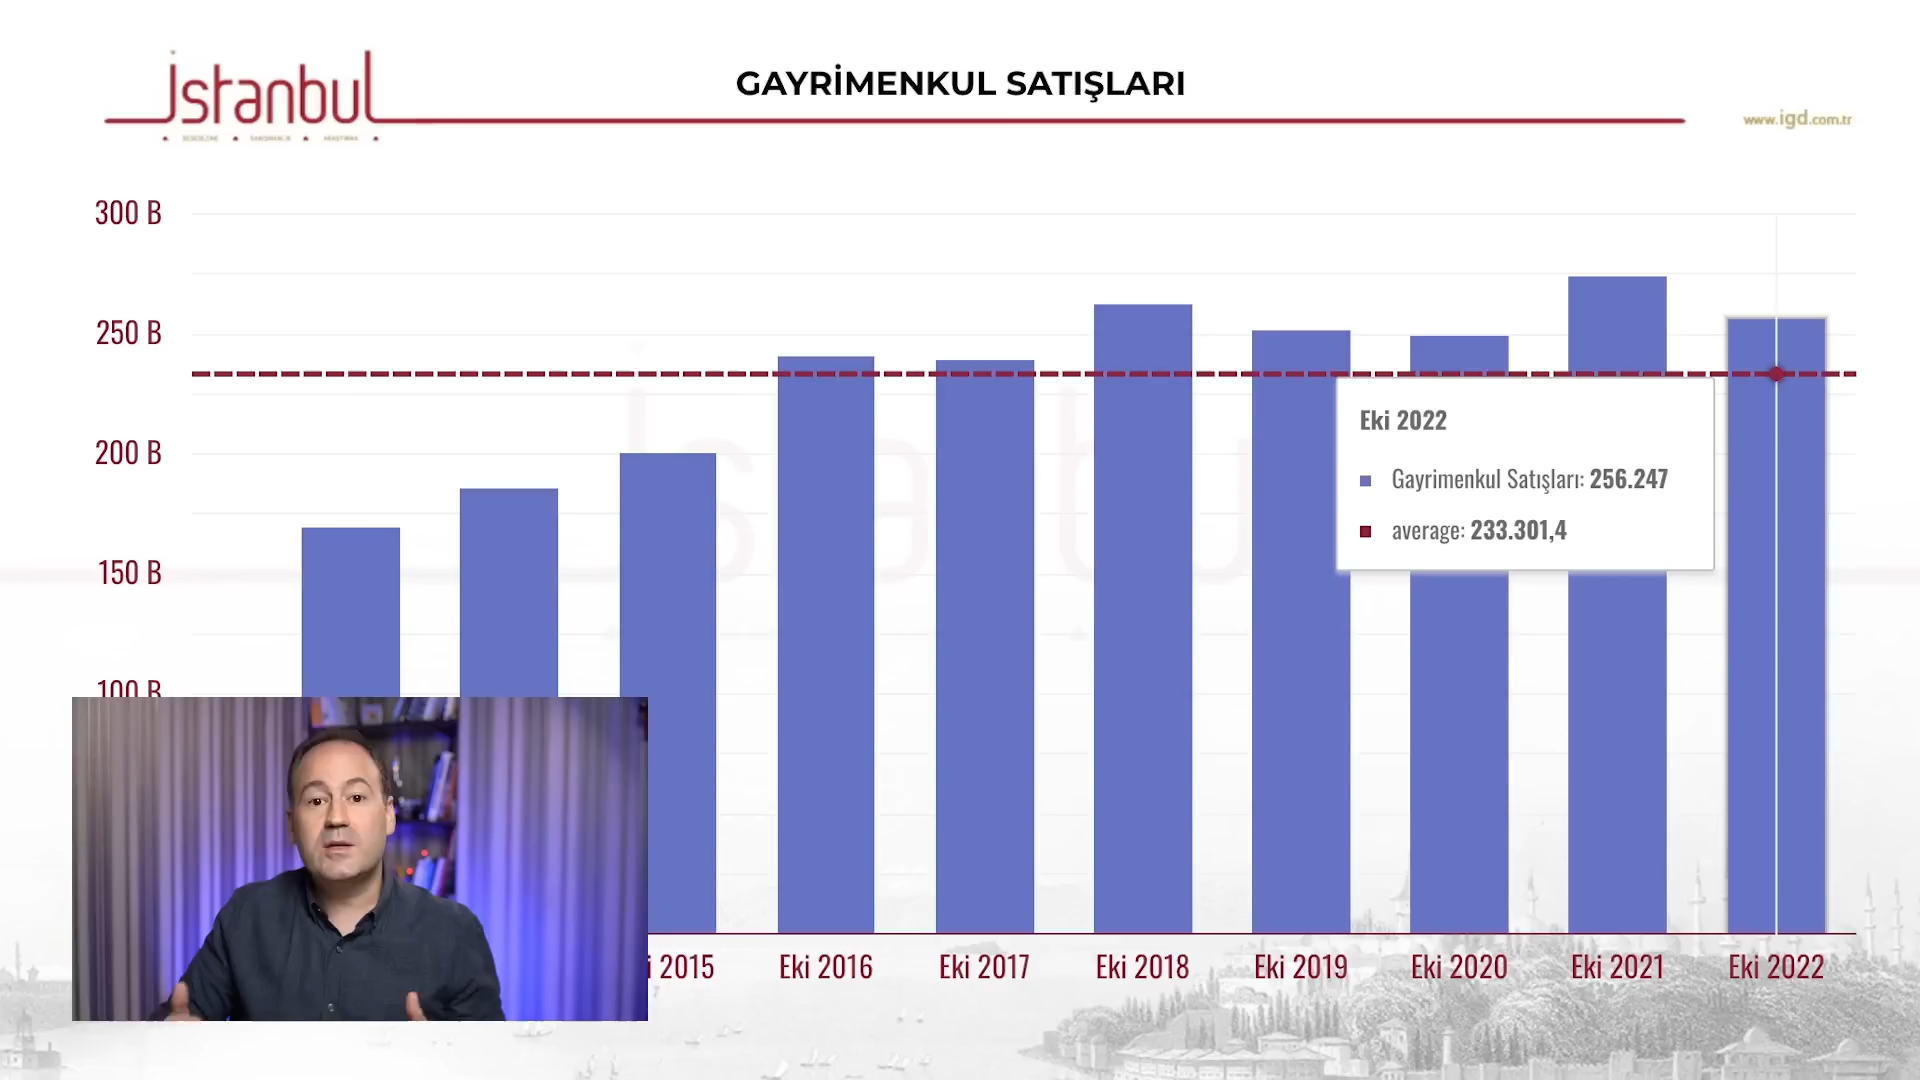 istanbul
GAYRİMENKUL SATIŞLARI
www.igd.com.tr
300 B
250 B
200 B
150 B
100 B
Eki 2022
Gayrimenkul Satışları: 256.247
average: 233.301,4
i 2015
Eki 2016
Eki 2017
Eki 2018
Eki 2019
Eki 2020
Eki 2021
Eki 2022